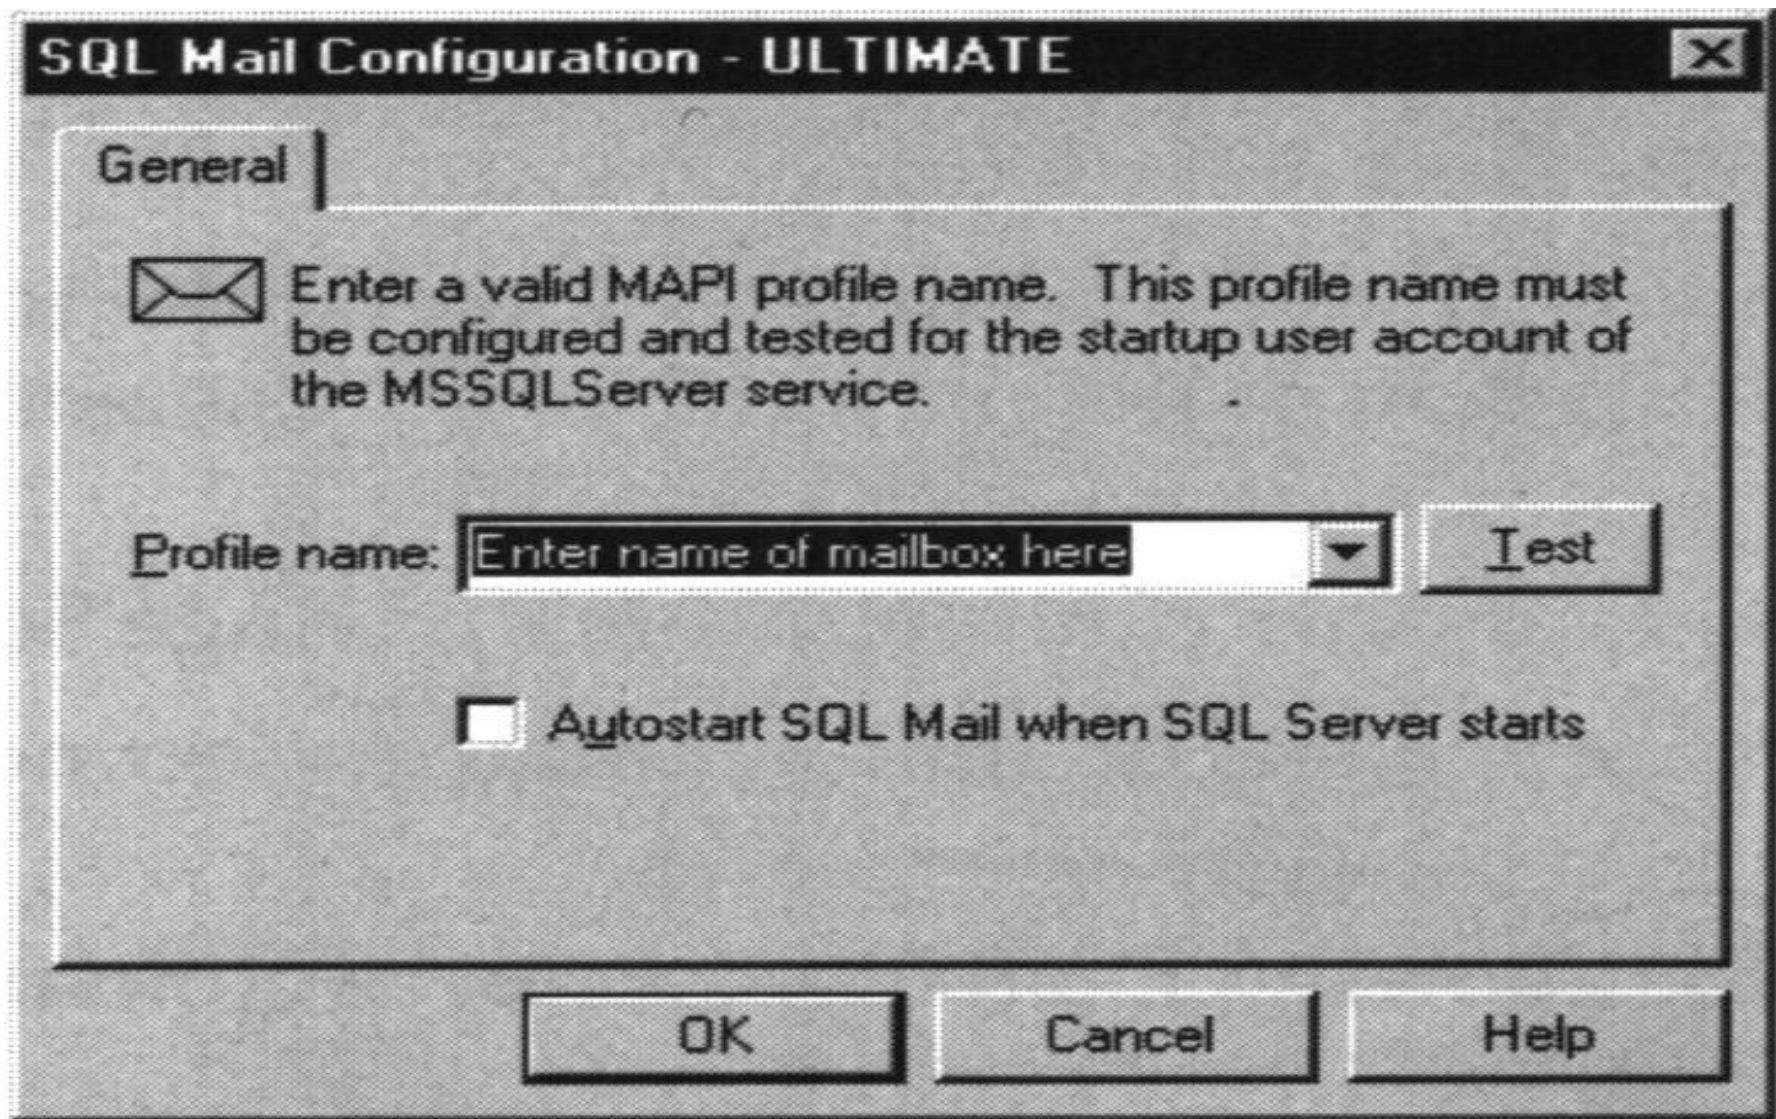 SQL Mail Configuration - ULTIMATE
General
Enter a valid MAPI profile name. This profile name must
be configured and tested for the startup user account of
the MSSQLServer service.
Profile name: Enter name of mailbox here Test
Autostart SQL Mail when SQL Server starts
OK Cancel Help